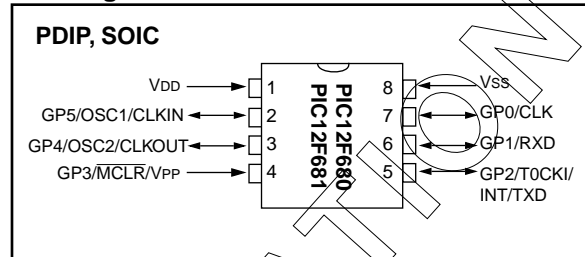 PDIP, SOIC
VDD 1
GP5/OSC1/CLKIN 2
GP4/OSC2/CLKOUT 3
GP3/MCLR/VPP 4
PIC12F681
PIC12F680
8 Vss
7 GP0/CLK
6 GP1/RXD
5 GP2/T0CKI/
INT/TXD